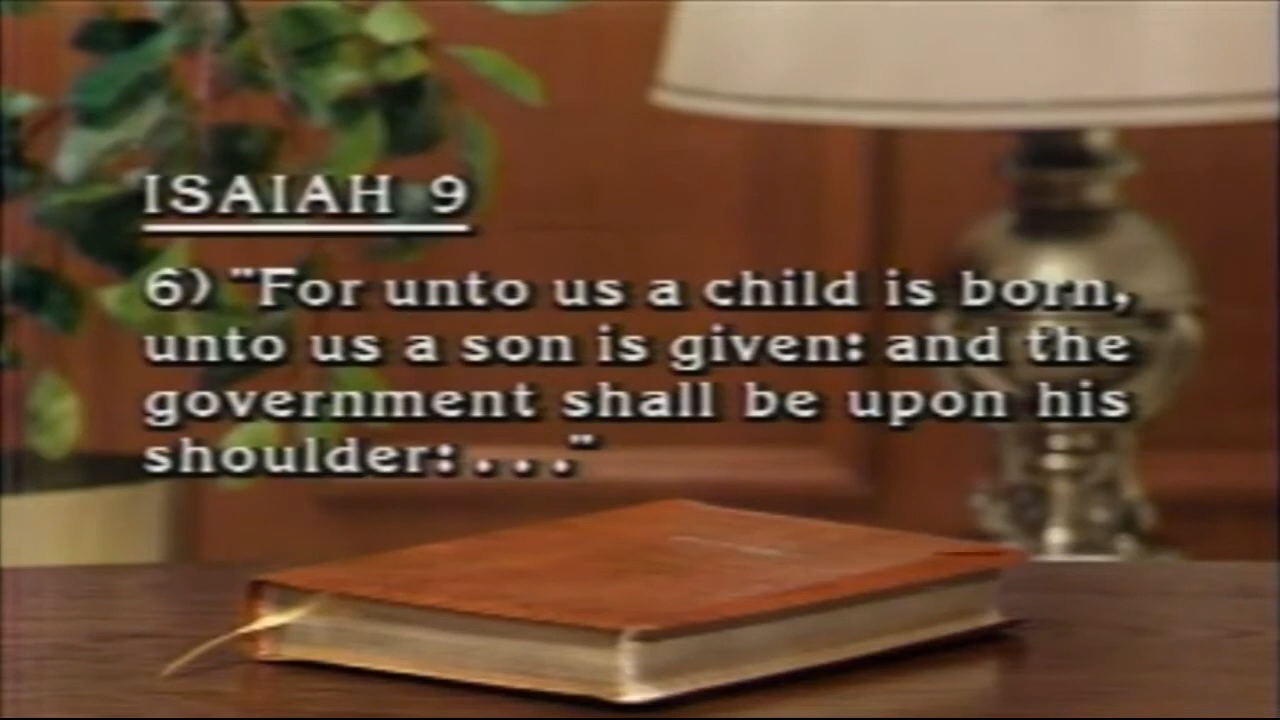 ISAIAH 9
6) "For unto us a child is born,
unto us a son is given: and the
government shall be upon his
shoulder: . . ."